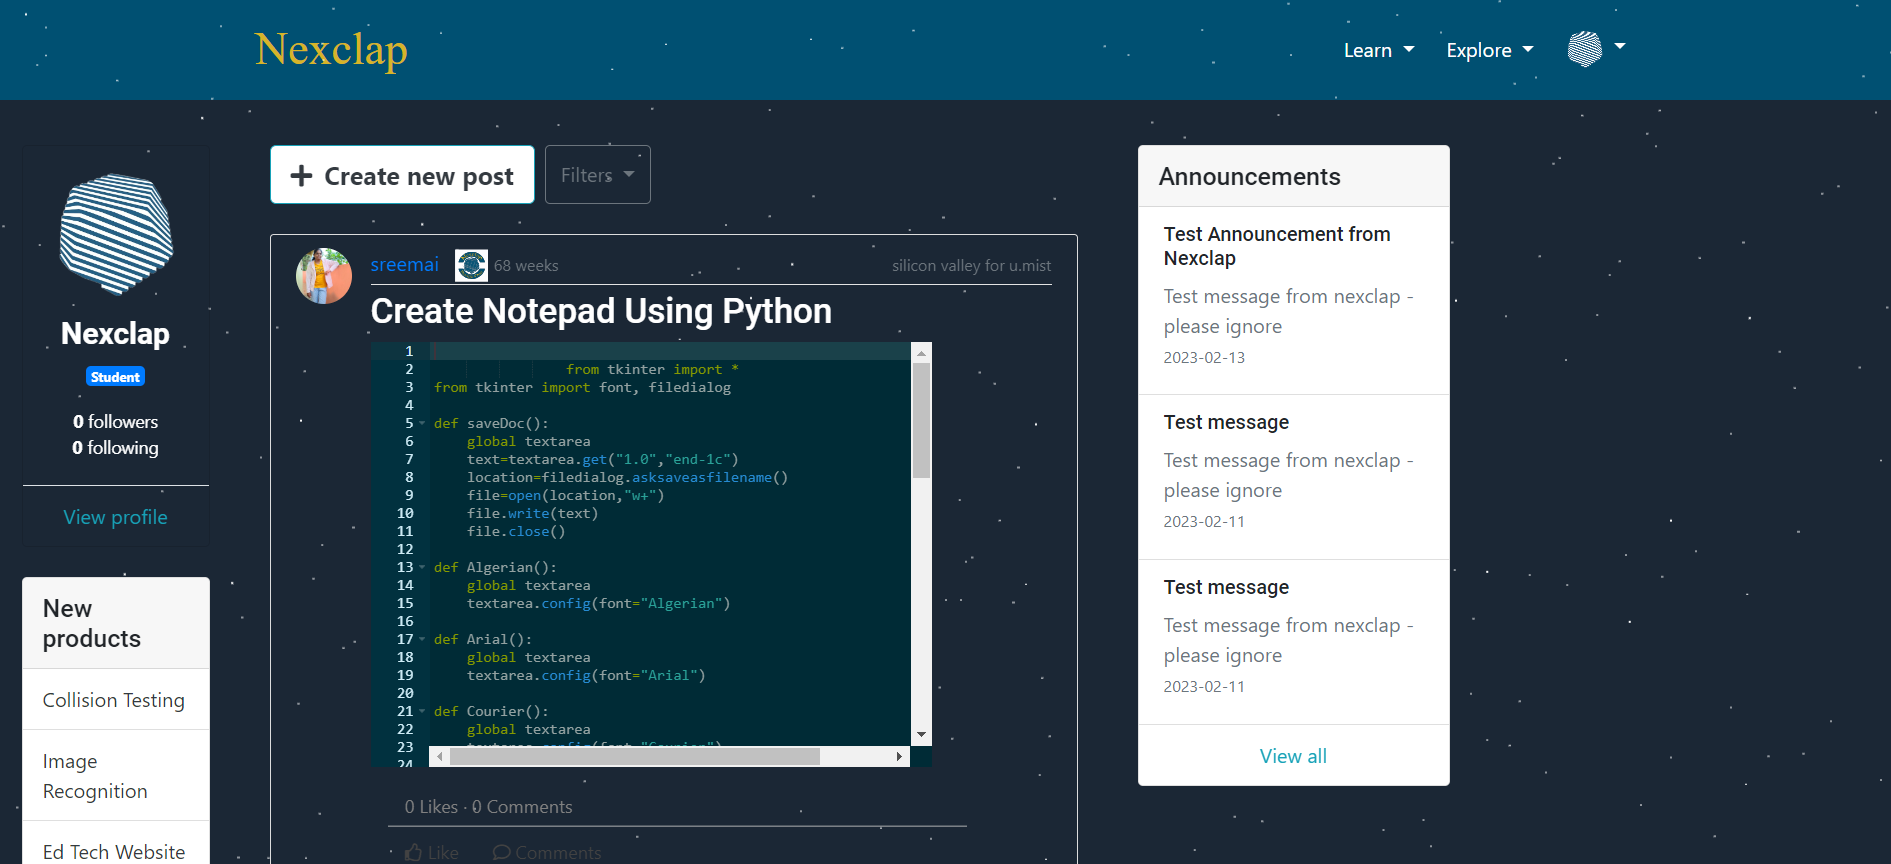 Nexclap
Learn
Explore
Nexclap
Student
0 followers
0 following
View profile
New
products
Collision Testing
Image
Recognition
Ed Tech Website
Create new post
Filters
sreemai
68 weeks
silicon valley for u.mist
Create Notepad Using Python
1
2 from tkinter import *
3 from tkinter import font, filedialog
4
5 def saveDoc():
6 global textarea
7 text=textarea.get("1.0","end-1c")
8 location=filedialog.asksaveasfilename()
9 file=open(location,"w+")
10 file.write(text)
11 file.close()
12
13 def Algerian():
14 global textarea
15 textarea.config(font="Algerian")
16
17 def Arial():
18 global textarea
19 textarea.config(font="Arial")
20
21 def Courier():
22 global textarea
23 textarea.config(font="Courier")
24
0 Likes · 0 Comments
Like
Comments
Announcements
Test Announcement from
Nexclap
Test message from nexclap -
please ignore
2023-02-13
Test message
Test message from nexclap -
please ignore
2023-02-11
Test message
Test message from nexclap -
please ignore
2023-02-11
View all